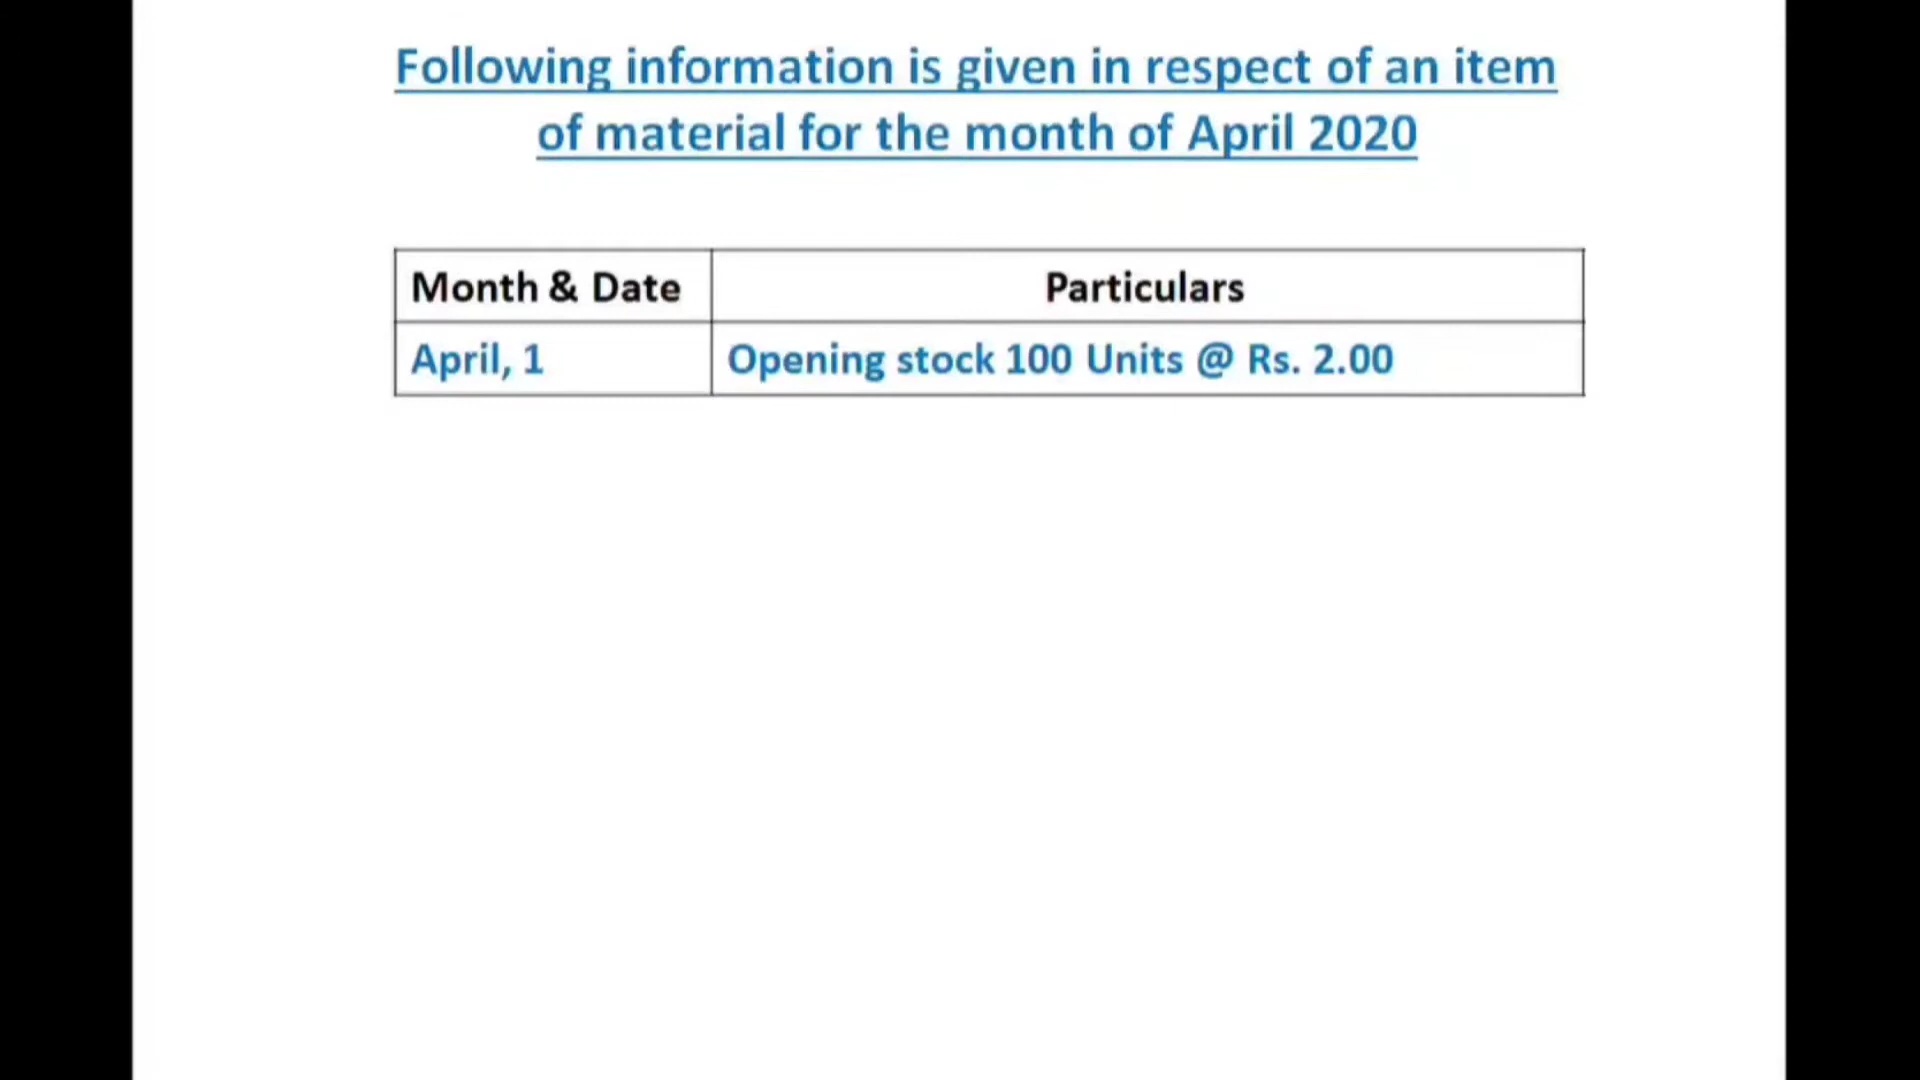 Following information is given in respect of an item
of material for the month of April 2020
Month & Date Particulars
April, 1 Opening stock 100 Units @ Rs. 2.00